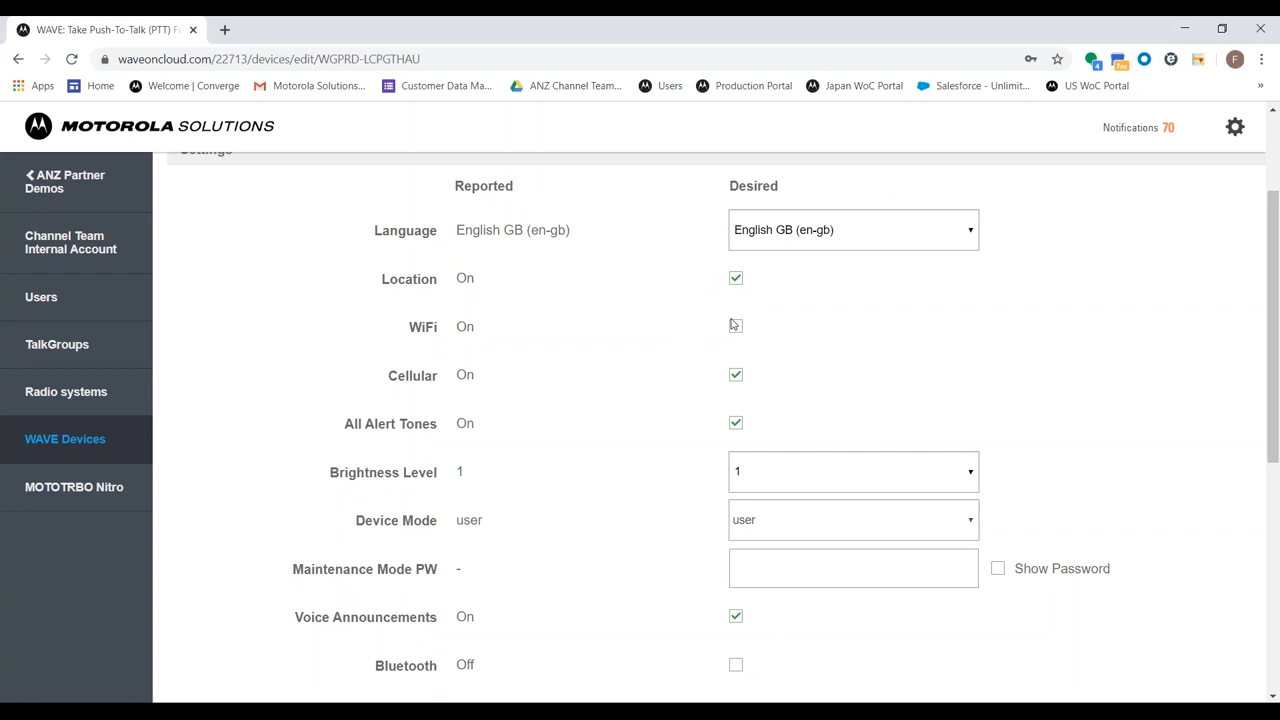 WAVE: Take Push-To-Talk (PTT) F
waveoncloud.com/22713/devices/edit/WGPRD-LCPGTHAU
4
7m
F
Apps
Home
Welcome | Converge
Motorola Solutions...
Customer Data Ma...
ANZ Channel Team...
Users
Production Portal
Japan WoC Portal
Salesforce - Unlimit...
US WoC Portal
»
MOTOROLA SOLUTIONS
Notifications 70
ANZ Partner
Demos
Channel Team
Internal Account
Users
TalkGroups
Radio systems
WAVE Devices
MOTOTRBO Nitro
Settings
Reported Desired
Language English GB (en-gb) English GB (en-gb)
Location On
WiFi On
Cellular On
All Alert Tones On
Brightness Level 1 1
Device Mode user user
Maintenance Mode PW - Show Password
Voice Announcements On
Bluetooth Off